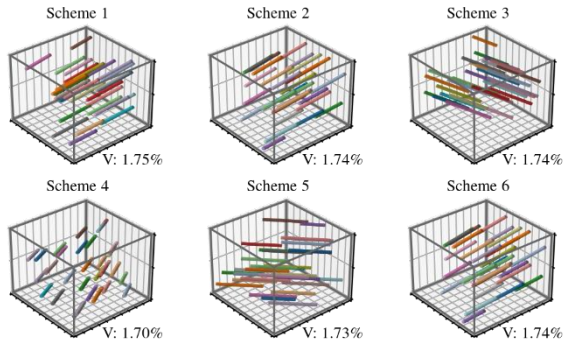 Scheme 1
Scheme 2
Scheme 3
V: 1.75%
V: 1.74%
V: 1.74%
Scheme 4
Scheme 5
Scheme 6
V: 1.70%
V: 1.73%
V: 1.74%